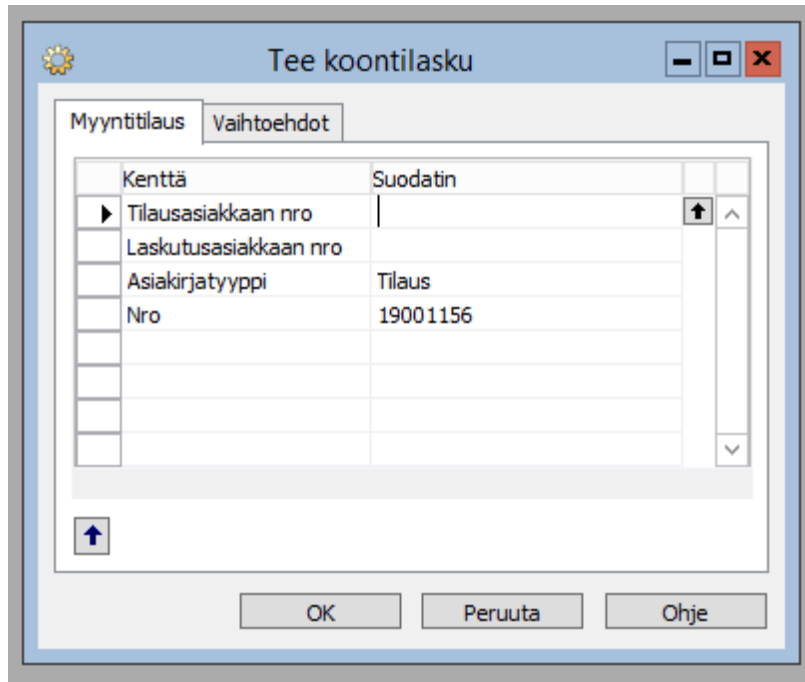 Tee koontilasku
Myyntitilaus Vaihtoehdot
Kenttä Suodatin
Tilausasiakkaan nro
Laskutusasiakkaan nro
Asiakirjatyyppi Tilaus
Nro 19001156
OK Peruuta Ohje